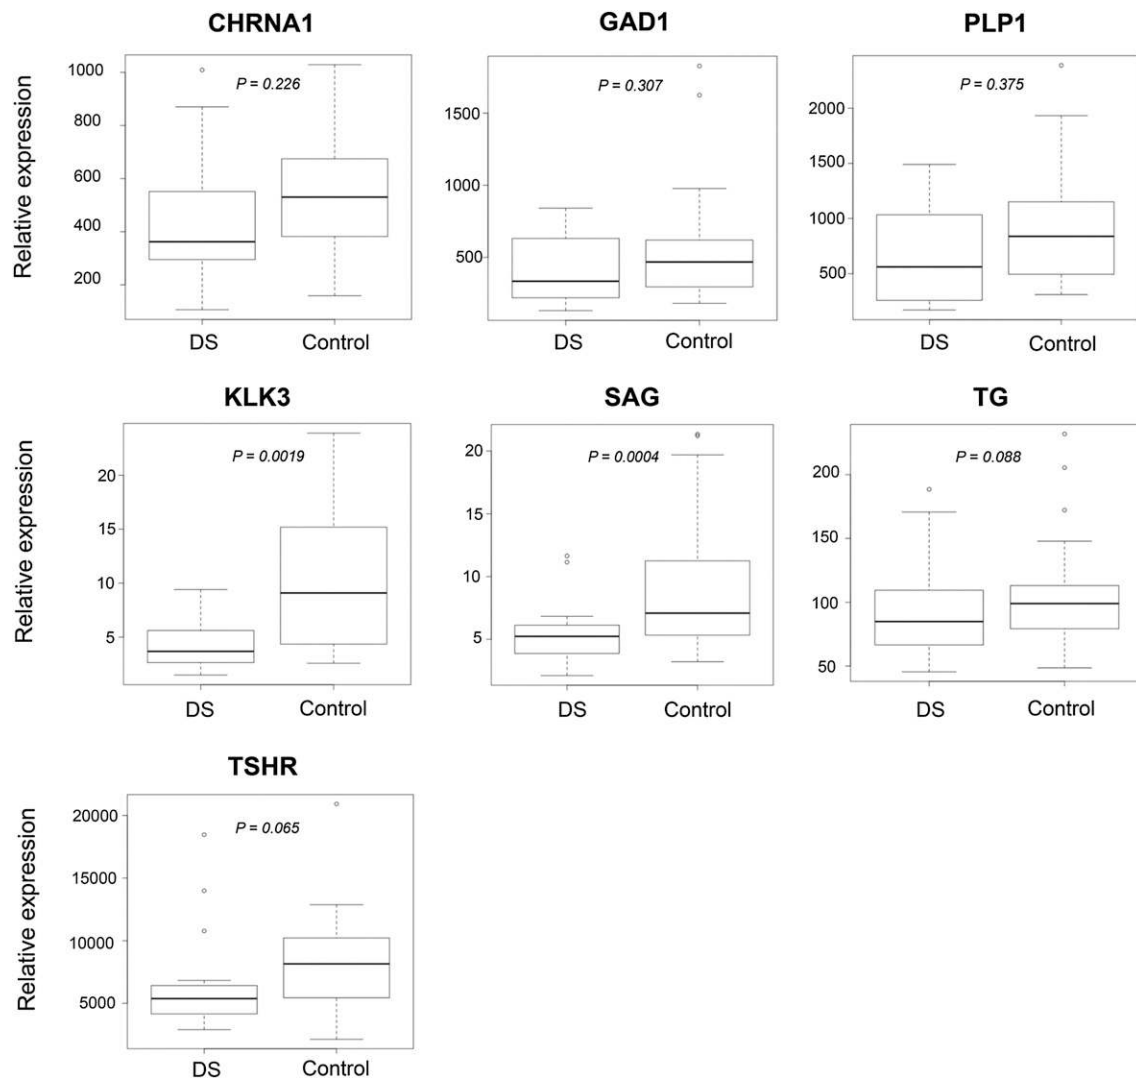 CHRNA1 GAD1 PLP1
Relative expression
1000
800
600
400
200
P = 0.226
DS Control
1500
1000
500
P = 0.307
DS Control
2000
1500
1000
500
P = 0.375
DS Control
KLK3 SAG TG
Relative expression
20
15
10
5
P = 0.0019
DS Control
20
15
10
5
P = 0.0004
DS Control
200
150
100
50
P = 0.088
DS Control
TSHR
Relative expression
20000
15000
10000
5000
P = 0.065
DS Control